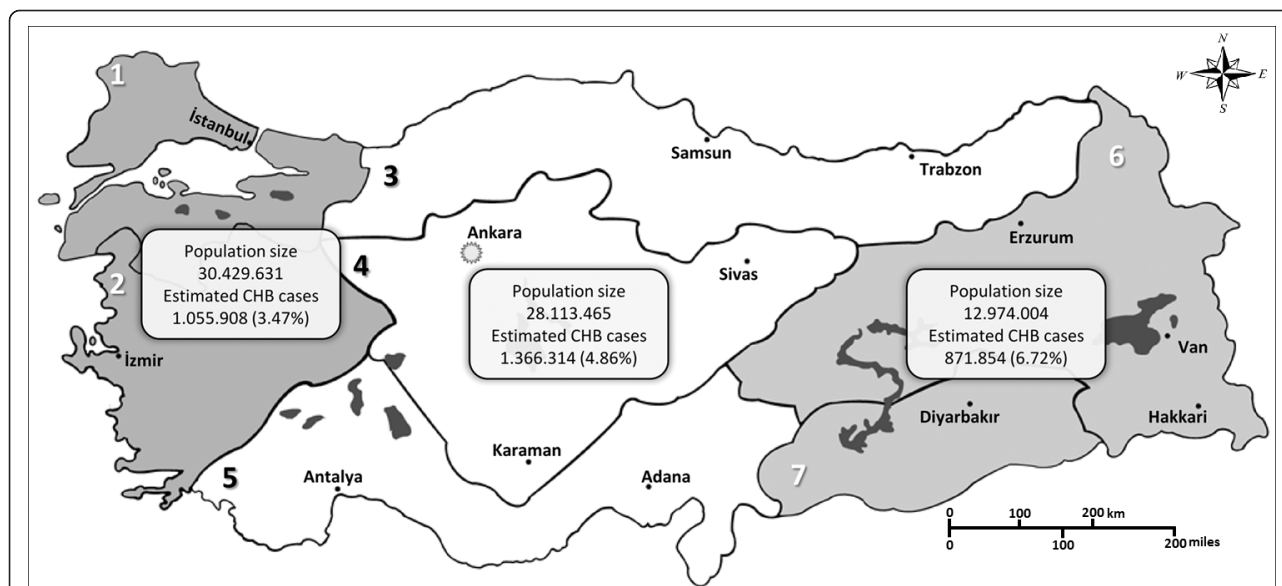 N
W
E
S
1
İstanbul
Samsun
Trabzon
6
3
Ankara
Erzurum
Population size
30.429.631
Estimated CHB cases
1.055.908 (3.47%)
2
4
Sivas
Population size
28.113.465
Estimated CHB cases
1.366.314 (4.86%)
Population size
12.974.004
Estimated CHB cases
871.854 (6.72%)
Van
İzmir
Diyarbakır
Hakkari
Karaman
5
Antalya
Adana
7
0 100 200 km
0 100 200 miles